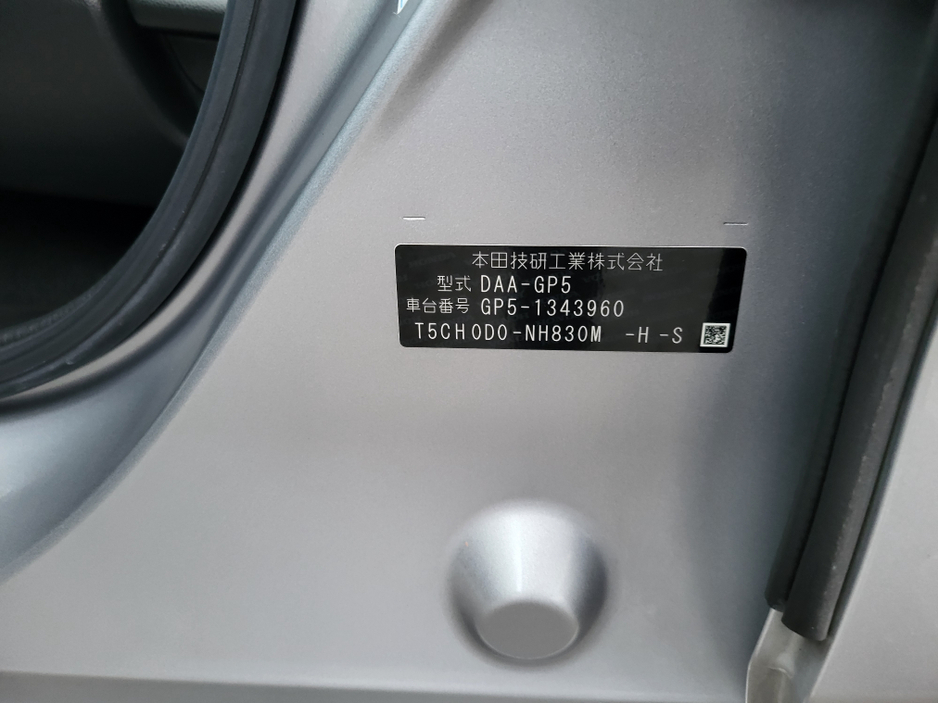 本田技研工業株式会社
型式 DAA-GP5
車台番号 GP5-1343960
T5CH0D0-NH830M -H -S